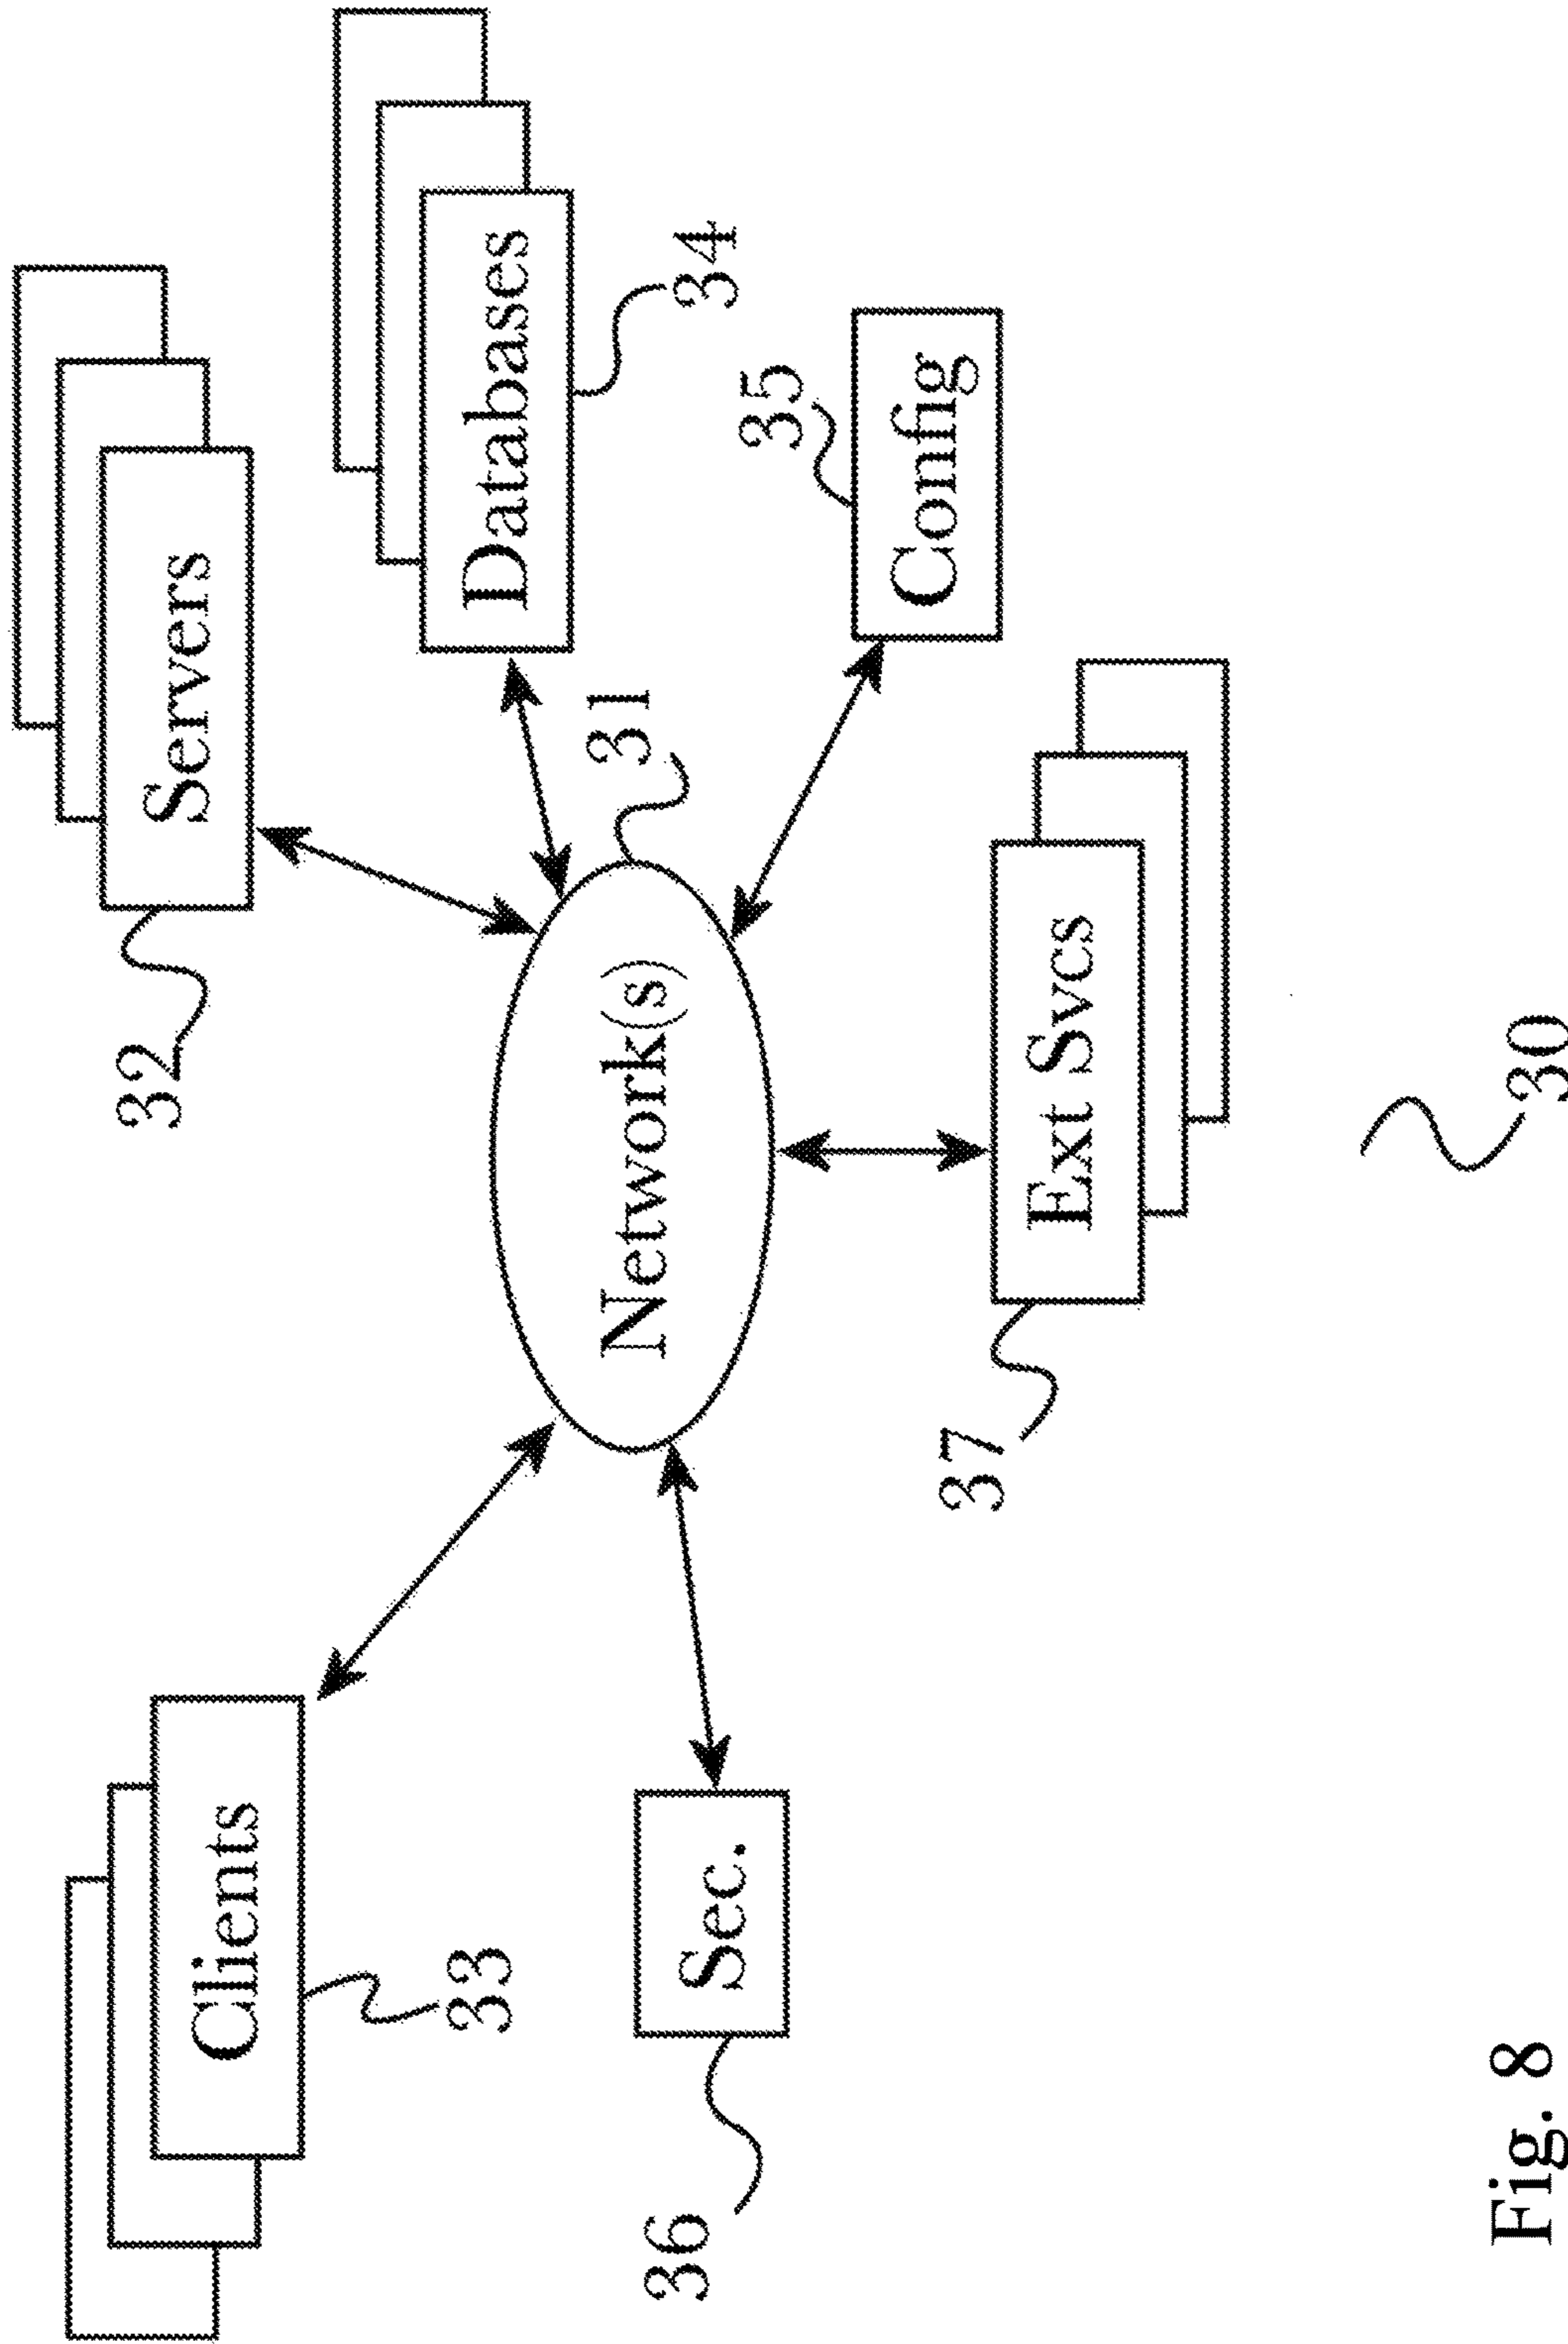 Servers
32
Clients
33
Databases
34
31
Network(s)
35
Config
Sec.
36
Ext Svcs
37
30
Fig. 8